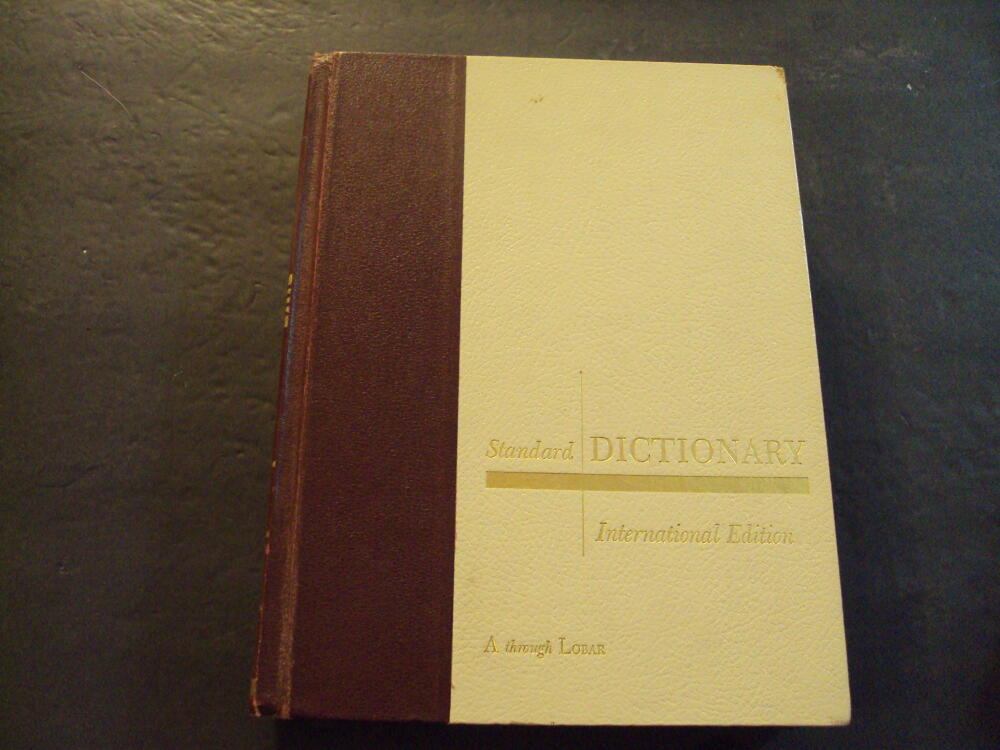 Standard DICTIONARY
International Edition
A through LOBAR